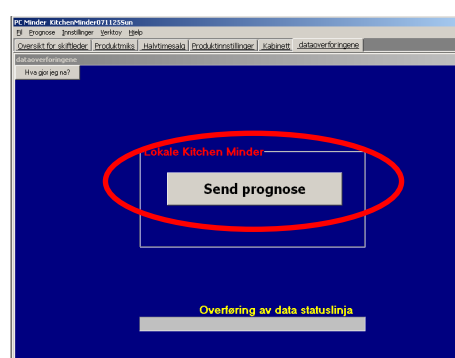 PC Minder KitchenMinder071125Sun
Fil Prognose Innstillinger Verktoy Help
Oversikt for skiftleder Produktmiks Halvtimesalg Produktinnstillinger Kabinett dataoverforingene
dataoverforingene
Hva gjor jeg na?
Lokale Kitchen Minder
Send prognose
Overføring av data statuslinja